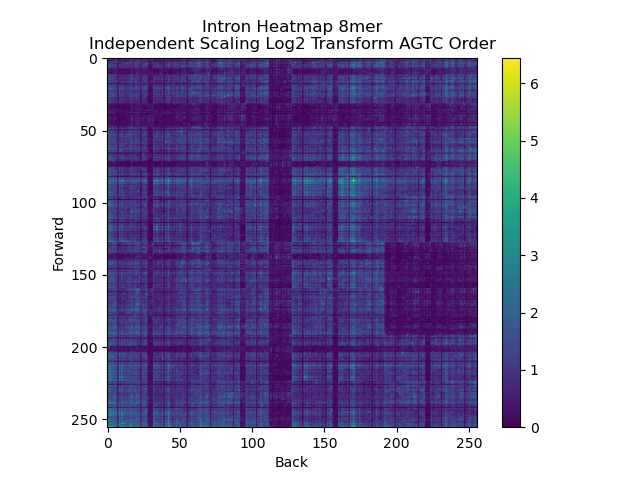 Intron Heatmap 8mer
Independent Scaling Log2 Transform AGTC Order
0
50
100
150
200
250
Forward
0 50 100 150 200 250
Back
6
5
4
3
2
1
0